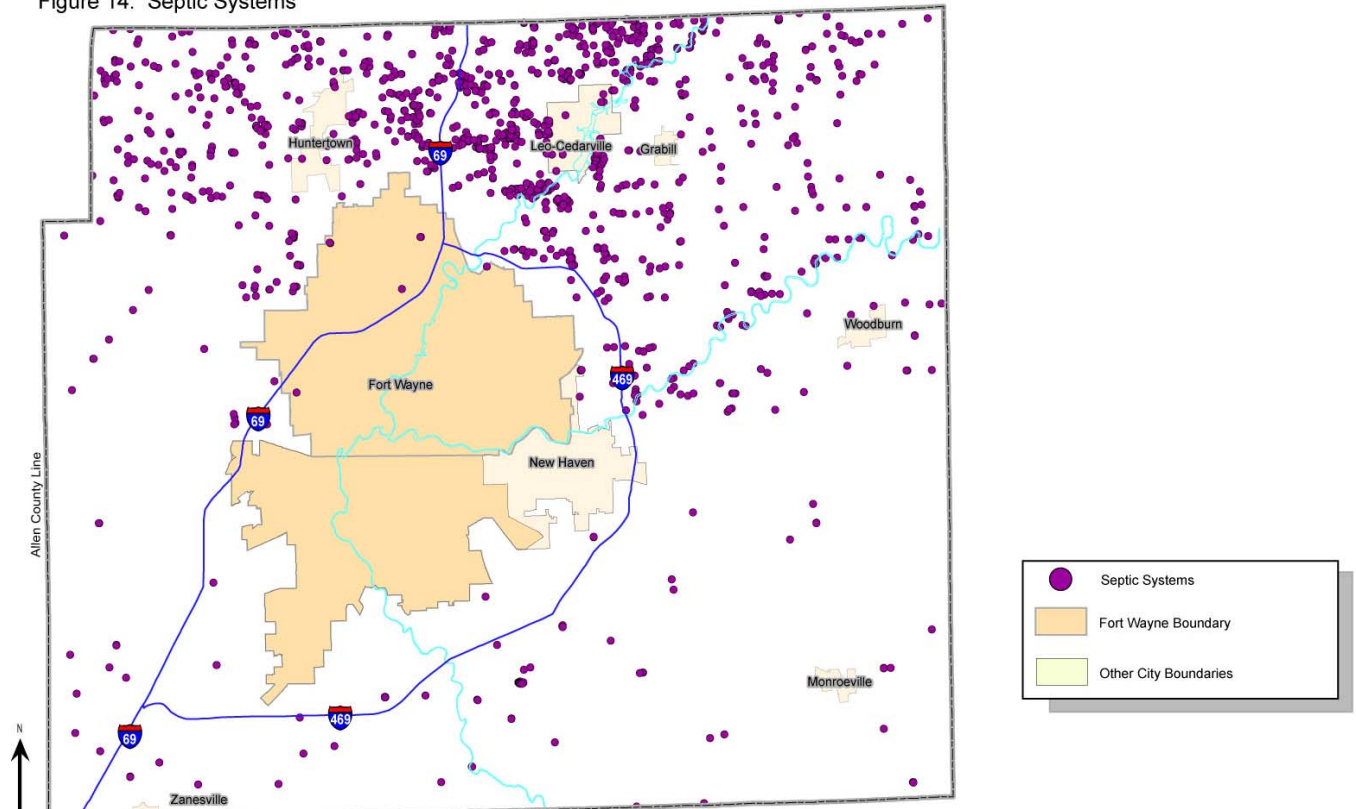 Figure 14. Septic Systems
Huntertown
69
Leo-Cedarville
Grabill
Woodburn
Fort Wayne
469
69
New Haven
Allen County Line
Septic Systems
Fort Wayne Boundary
Other City Boundaries
Monroeville
469
69
N
Zanesville